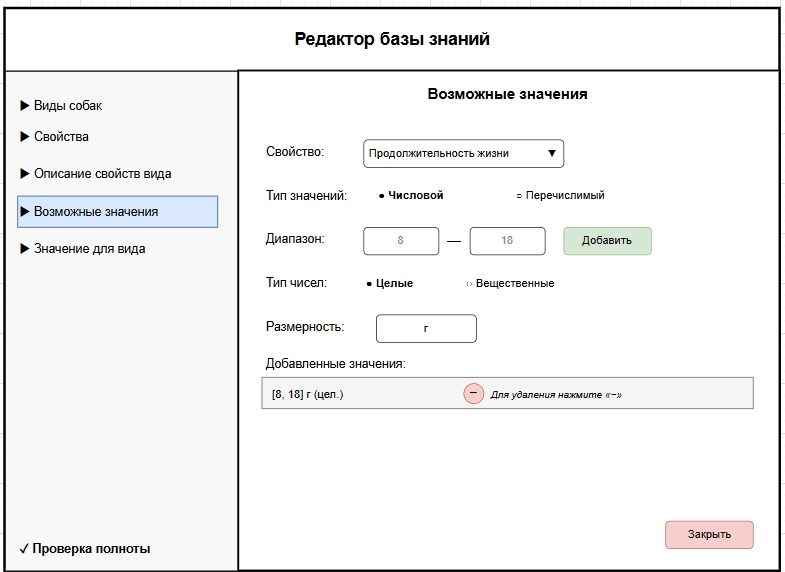 Редактор базы знаний
▶ Виды собак
▶ Свойства
▶ Описание свойств вида
▶ Возможные значения
▶ Значение для вида
✓ Проверка полноты
Возможные значения
Свойство: Продолжительность жизни ▼
Тип значений: ● Числовой ○ Перечислимый
Диапазон: 8 — 18 Добавить
Тип чисел: ● Целые ○ Вещественные
Размерность: г
Добавленные значения:
[8, 18] г (цел.) − Для удаления нажмите «−»
Закрыть